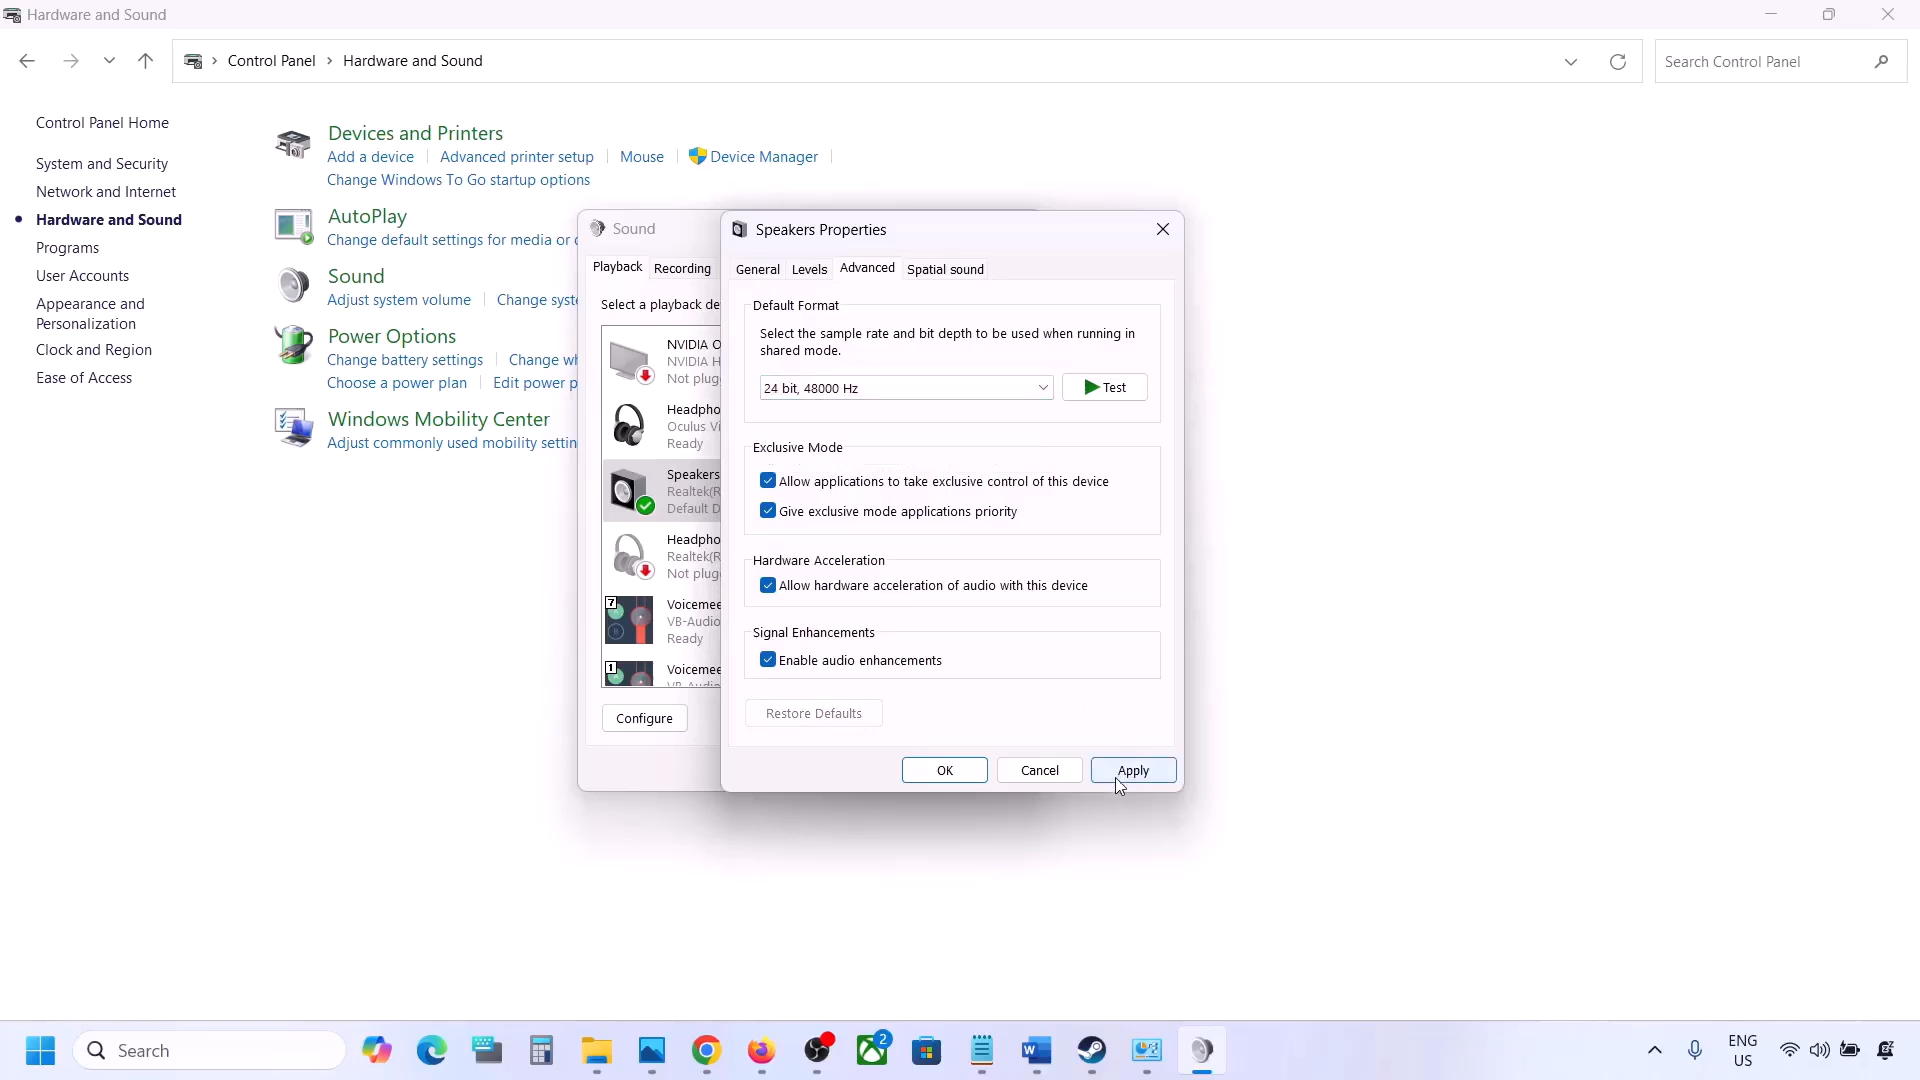 Hardware and Sound
Control Panel > Hardware and Sound
Search Control Panel
Control Panel Home
System and Security
Network and Internet
Hardware and Sound
Programs
User Accounts
Appearance and
Personalization
Clock and Region
Ease of Access
Devices and Printers
Add a device
Advanced printer setup
Mouse
Device Manager
Change Windows To Go startup options
AutoPlay
Change default settings for media or
Sound
Adjust system volume
Change syste
Power Options
Change battery settings
Change wh
Choose a power plan
Edit power p
Windows Mobility Center
Adjust commonly used mobility settin
Sound
Playback
Recording
Select a playback de
NVIDIA O
NVIDIA H
Not plug
Headpho
Oculus Vi
Ready
Speakers
Realtek(R
Default D
Headpho
Realtek(R
Not plug
7
Voicemee
VB-Audio
Ready
1
Voicemee
VB-Audio
Configure
Speakers Properties
General
Levels
Advanced
Spatial sound
Default Format
Select the sample rate and bit depth to be used when running in
shared mode.
24 bit, 48000 Hz
Test
Exclusive Mode
Allow applications to take exclusive control of this device
Give exclusive mode applications priority
Hardware Acceleration
Allow hardware acceleration of audio with this device
Signal Enhancements
Enable audio enhancements
Restore Defaults
OK
Cancel
Apply
Search
2
ENG
US